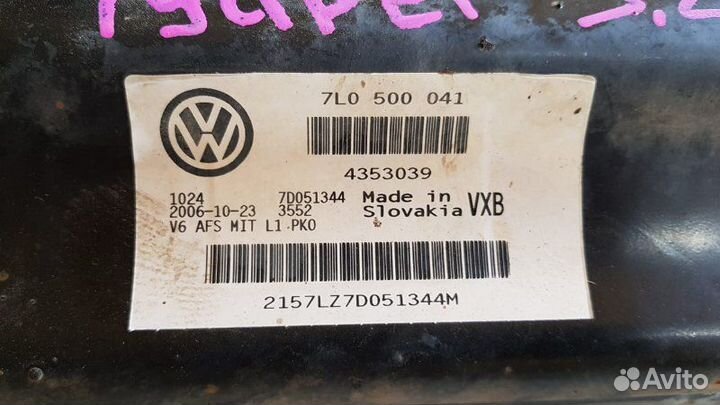 7L0 500 041
4353039
1024 7D051344 Made in
2006-10-23 3552 Slovakia VXB
V6 AFS MIT L1 PKO
2157LZ7D051344M
Avito